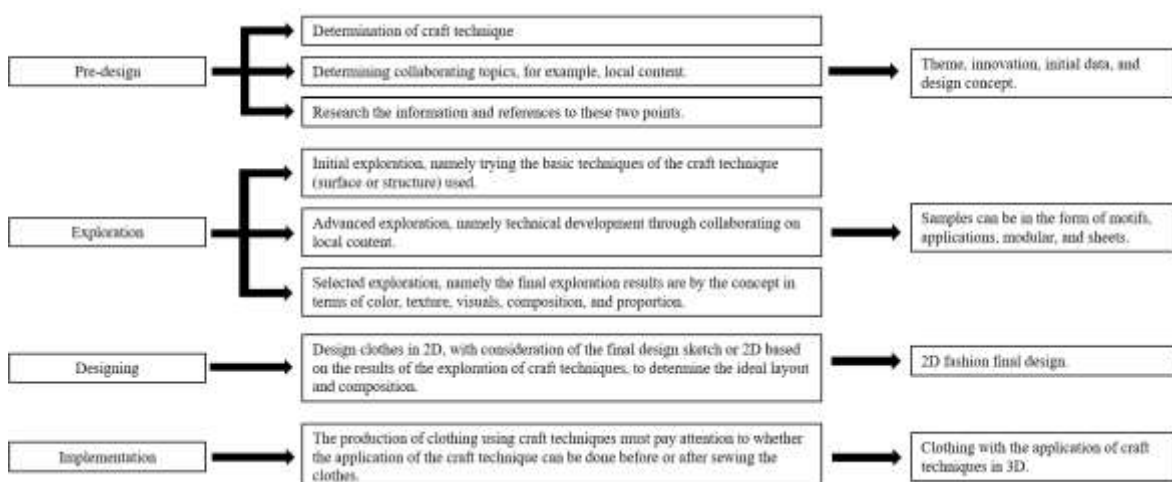 Pre-design
Determination of craft technique
Determining collaborating topics, for example, local content.
Research the information and references to these two points.
Theme, innovation, initial data, and
design concept.
Exploration
Initial exploration, namely trying the basic techniques of the craft technique
(surface or structure) used.
Advanced exploration, namely technical development through collaborating on
local content.
Selected exploration, namely the final exploration results are by the concept in
terms of color, texture, visuals, composition, and proportion.
Samples can be in the form of motifs,
applications, modular, and sheets.
Designing
Design clothes in 2D, with consideration of the final design sketch or 2D based
on the results of the exploration of craft techniques, to determine the ideal layout
and composition.
2D fashion final design.
Implementation
The production of clothing using craft techniques must pay attention to whether
the application of the craft technique can be done before or after sewing the
clothes.
Clothing with the application of craft
techniques in 3D.